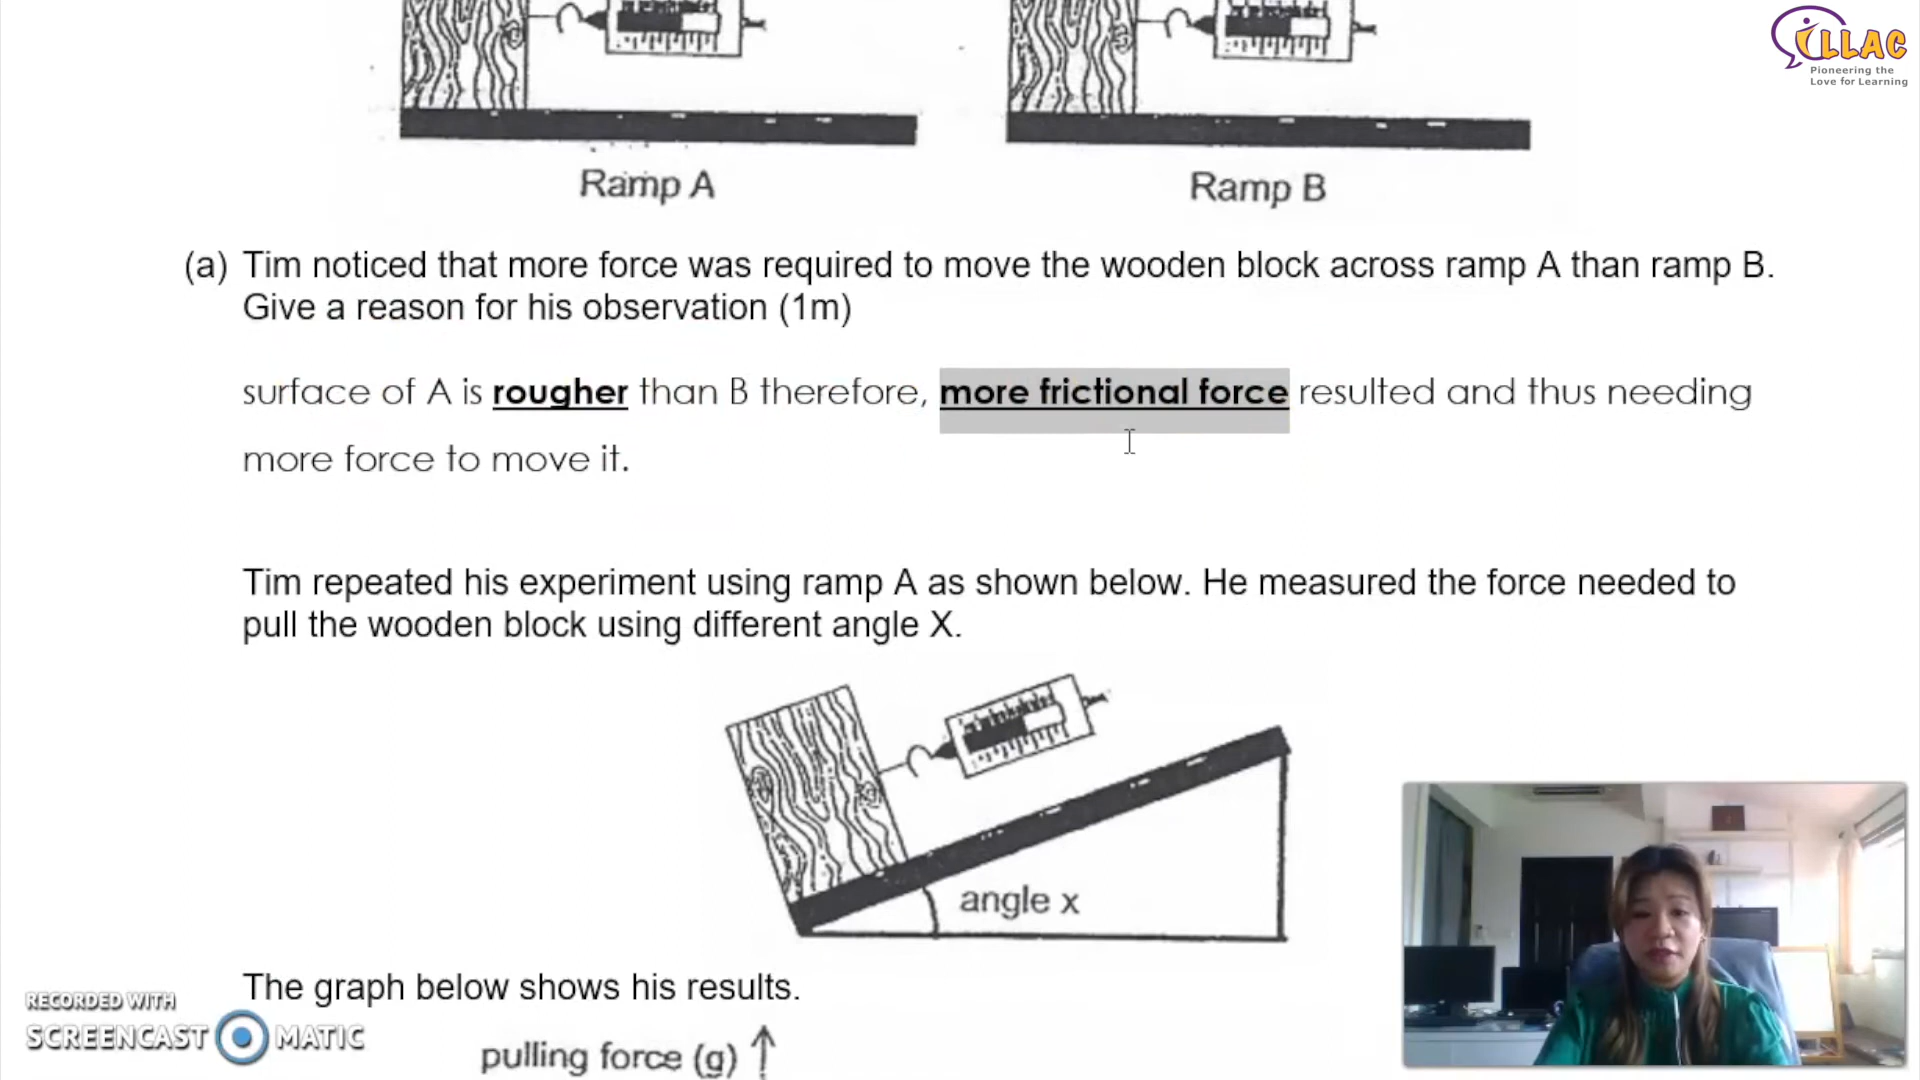 iLLAC
Pioneering the
Love for Learning
Ramp A
Ramp B
(a) Tim noticed that more force was required to move the wooden block across ramp A than ramp B.
Give a reason for his observation (1m)
surface of A is rougher than B therefore, more frictional force resulted and thus needing
more force to move it.
Tim repeated his experiment using ramp A as shown below. He measured the force needed to
pull the wooden block using different angle X.
angle x
The graph below shows his results.
pulling force (g)
RECORDED WITH
SCREENCAST MATIC